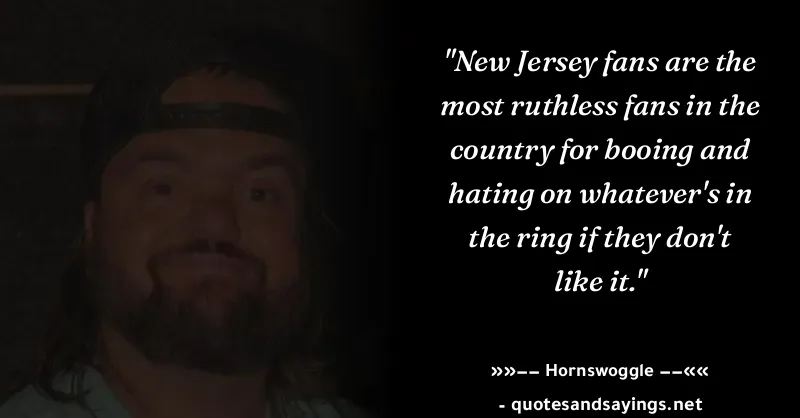 "New Jersey fans are the
most ruthless fans in the
country for booing and
hating on whatever's in
the ring if they don't
like it."
»»−− Hornswoggle −−««
- quotesandsayings.net